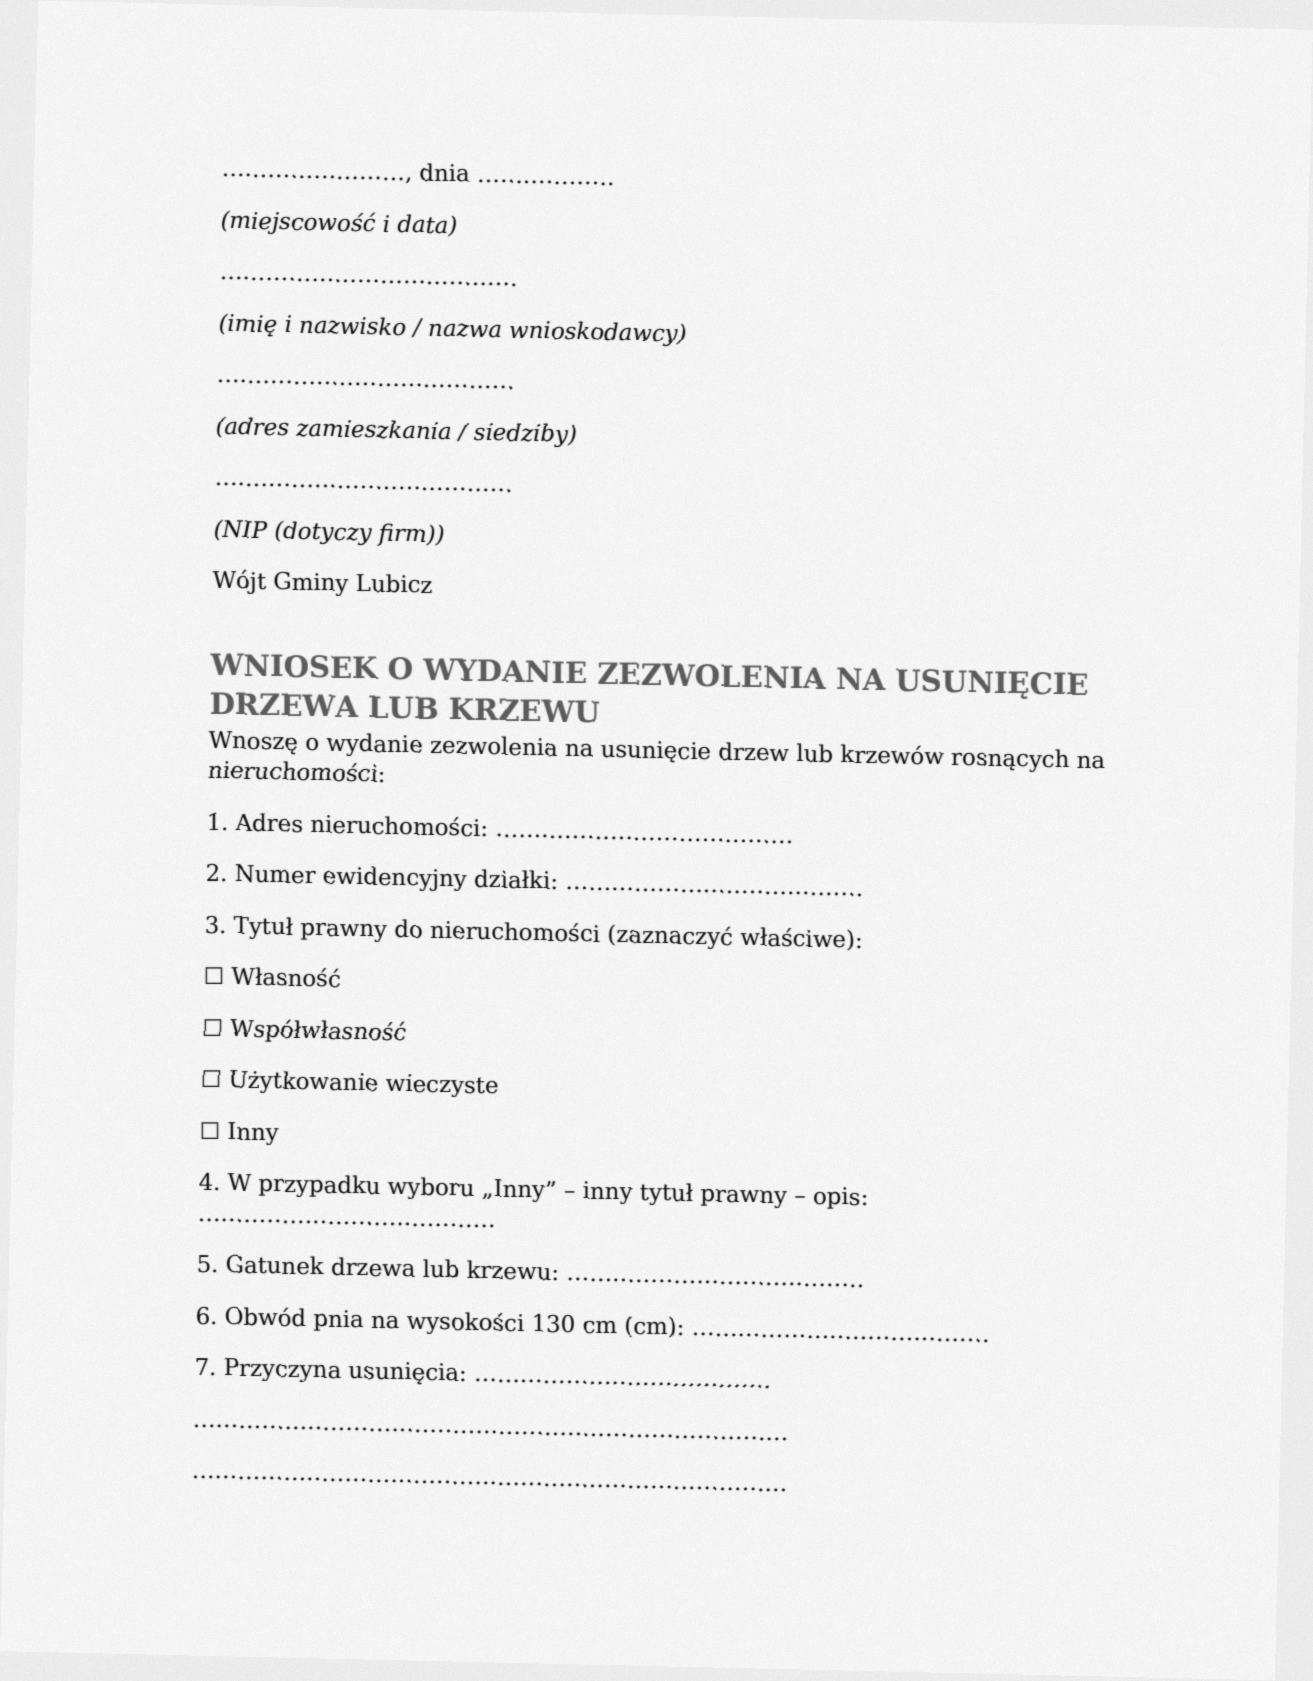 ........................, dnia ..................
(miejscowość i data)
.......................................
(imię i nazwisko / nazwa wnioskodawcy)
.......................................
(adres zamieszkania / siedziby)
.......................................
(NIP (dotyczy firm))
Wójt Gminy Lubicz
WNIOSEK O WYDANIE ZEZWOLENIA NA USUNIĘCIE
DRZEWA LUB KRZEWU
Wnoszę o wydanie zezwolenia na usunięcie drzew lub krzewów rosnących na
nieruchomości:
1. Adres nieruchomości: .......................................
2. Numer ewidencyjny działki: .......................................
3. Tytuł prawny do nieruchomości (zaznaczyć właściwe):
☐ Własność
☐ Współwłasność
☐ Użytkowanie wieczyste
☐ Inny
4. W przypadku wyboru „Inny” – inny tytuł prawny – opis:
.......................................
5. Gatunek drzewa lub krzewu: .......................................
6. Obwód pnia na wysokości 130 cm (cm): .......................................
7. Przyczyna usunięcia: .......................................
..............................................................................
..............................................................................